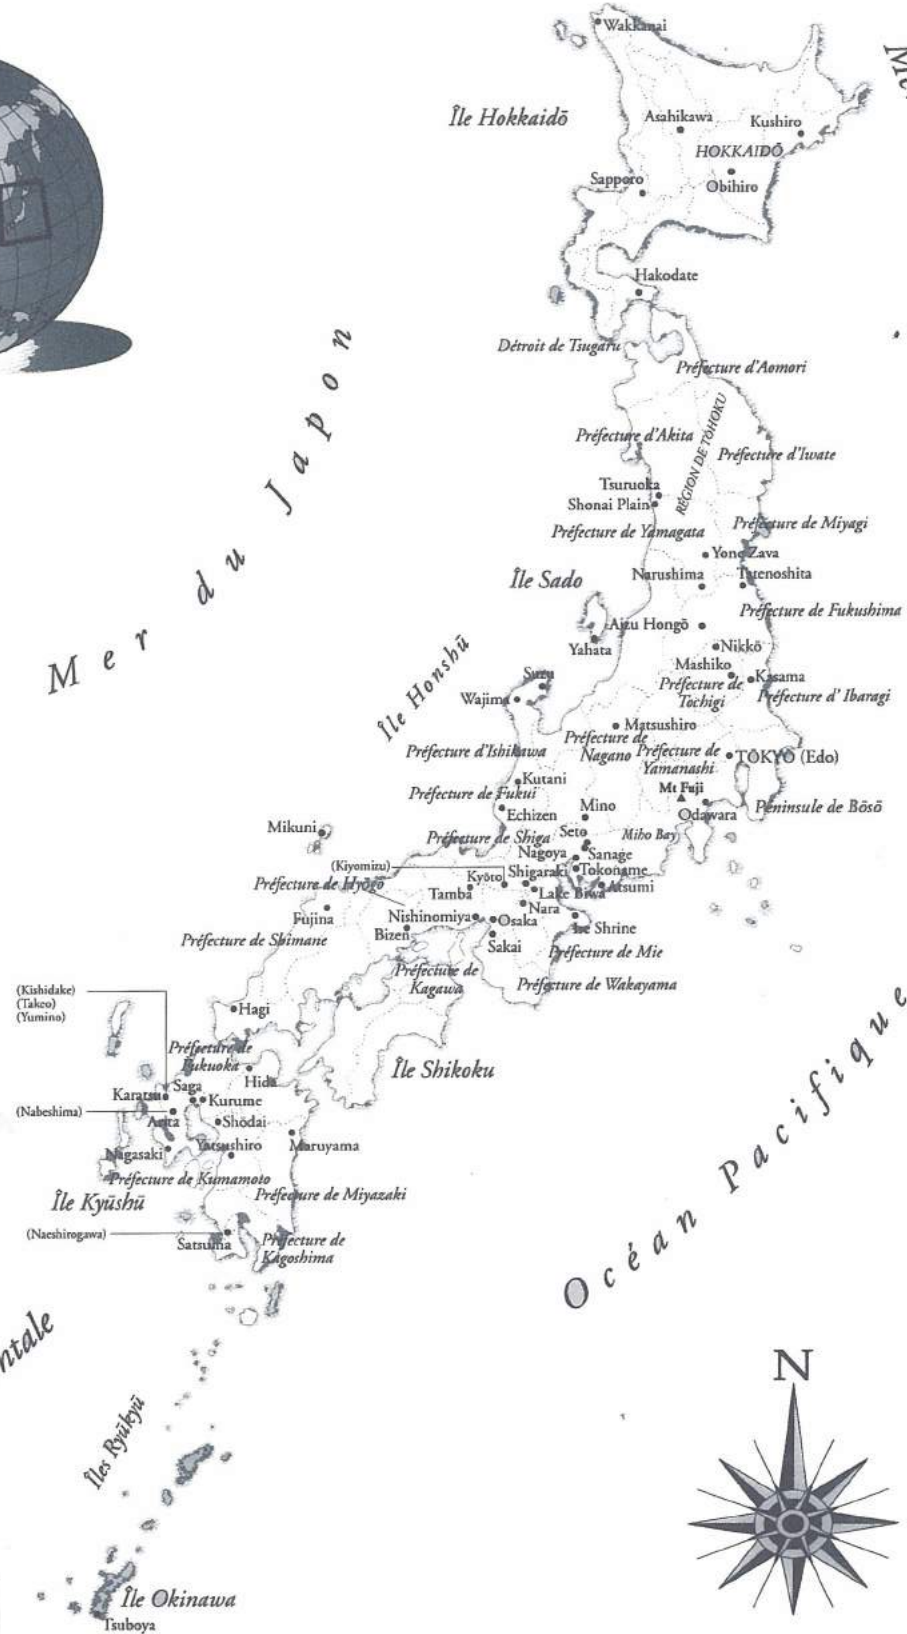 Wakkanai
Île Hokkaidō
Asahikawa
Kushiro
HOKKAIDŌ
Sapporo
Obihiro
Hakodate
Détroit de Tsugaru
Préfecture d'Aomori
Mer du Japon
Préfecture d'Akita
RÉGION DE TŌHOKU
Préfecture d'Iwate
Tsuruoka
Shonai Plain
Préfecture de Yamagata
Préfecture de Miyagi
Yone Zava
Île Sado
Narushima
Tatenoshita
Préfecture de Fukushima
Aizu Hongō
Yahata
Nikkō
Île Honshū
Mashiko
Kasama
Suzu
Préfecture de
Tochigi
Préfecture d' Ibaragi
Wajima
Matsushiro
Préfecture d'Ishikawa
Préfecture de
Nagano
Préfecture de
Yamanashi
TŌKYŌ (Edo)
Kutani
Mt Fuji
Préfecture de Fukui
Echizen
Mino
Odawara
Péninsule de Bōsō
Mikuni
Préfecture de Shiga
Seto
Miho Bay
Nagoya
Sanage
(Kiyomizu)
Kyōto
Shigaraki
Tokoname
Préfecture de Hyōgō
Tamba
Lake Biwa
Atsumi
Nara
Fujina
Nishinomiya
Osaka
Ise Shrine
Bizen
Préfecture de Shimane
Sakai
Préfecture de Mie
Préfecture de
Kagawa
Préfecture de Wakayama
(Kishidake)
(Takeo)
(Yumino)
Hagi
Préfecture de
Fukuoka
Île Shikoku
Hida
Saga
Karatsu
Kurume
(Nabeshima)
Arita
Shōdai
Nagasaki
Yatsushiro
Maruyama
Préfecture de Kumamoto
Île Kyūshū
Préfecture de Miyazaki
(Naeshirogawa)
Satsuma
Préfecture de
Kagoshima
Océan Pacifique
ntale
N
Îles Ryūkyū
Île Okinawa
Tsuboya